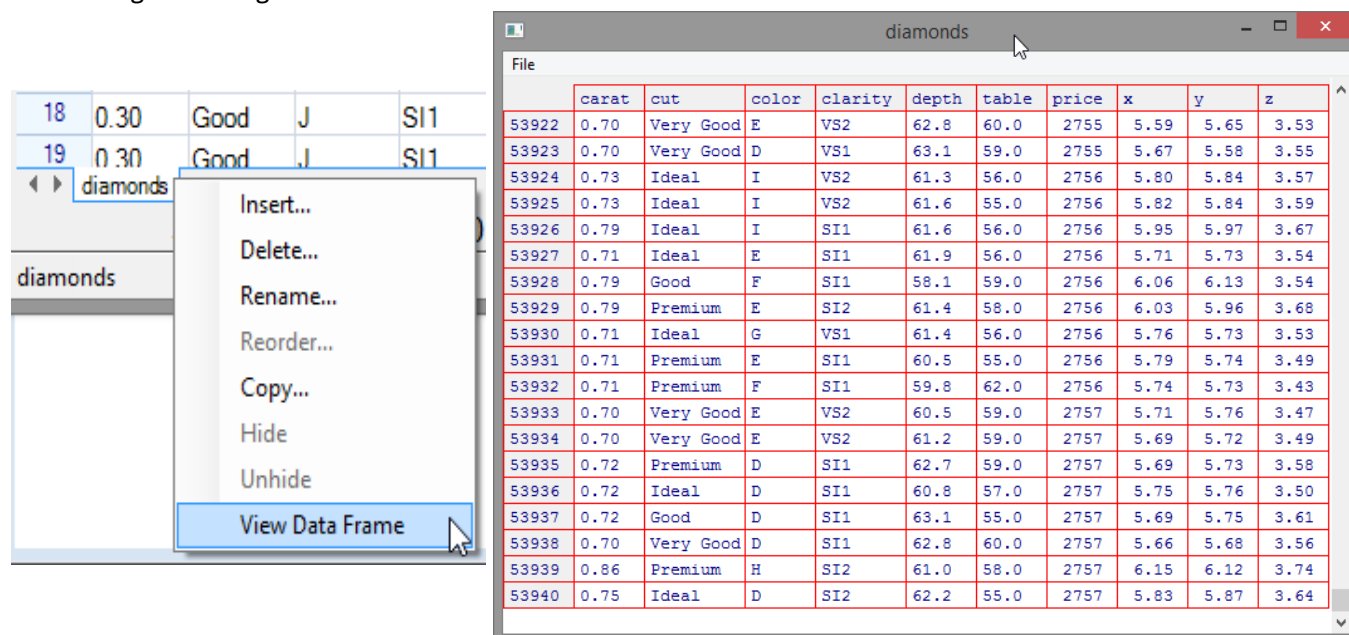 18 0.30 Good J SI1
19 0.30 Good J SI1
diamonds
Insert...
Delete...
diamonds
Rename...
Reorder...
Copy...
Hide
Unhide
View Data Frame
diamonds
File
carat cut color clarity depth table price x y z
53922 0.70 Very Good E VS2 62.8 60.0 2755 5.59 5.65 3.53
53923 0.70 Very Good D VS1 63.1 59.0 2755 5.67 5.58 3.55
53924 0.73 Ideal I VS2 61.3 56.0 2756 5.80 5.84 3.57
53925 0.73 Ideal I VS2 61.6 55.0 2756 5.82 5.84 3.59
53926 0.79 Ideal I SI1 61.6 56.0 2756 5.95 5.97 3.67
53927 0.71 Ideal E SI1 61.9 56.0 2756 5.71 5.73 3.54
53928 0.79 Good F SI1 58.1 59.0 2756 6.06 6.13 3.54
53929 0.79 Premium E SI2 61.4 58.0 2756 6.03 5.96 3.68
53930 0.71 Ideal G VS1 61.4 56.0 2756 5.76 5.73 3.53
53931 0.71 Premium E SI1 60.5 55.0 2756 5.79 5.74 3.49
53932 0.71 Premium F SI1 59.8 62.0 2756 5.74 5.73 3.43
53933 0.70 Very Good E VS2 60.5 59.0 2757 5.71 5.76 3.47
53934 0.70 Very Good E VS2 61.2 59.0 2757 5.69 5.72 3.49
53935 0.72 Premium D SI1 62.7 59.0 2757 5.69 5.73 3.58
53936 0.72 Ideal D SI1 60.8 57.0 2757 5.75 5.76 3.50
53937 0.72 Good D SI1 63.1 55.0 2757 5.69 5.75 3.61
53938 0.70 Very Good D SI1 62.8 60.0 2757 5.66 5.68 3.56
53939 0.86 Premium H SI2 61.0 58.0 2757 6.15 6.12 3.74
53940 0.75 Ideal D SI2 62.2 55.0 2757 5.83 5.87 3.64